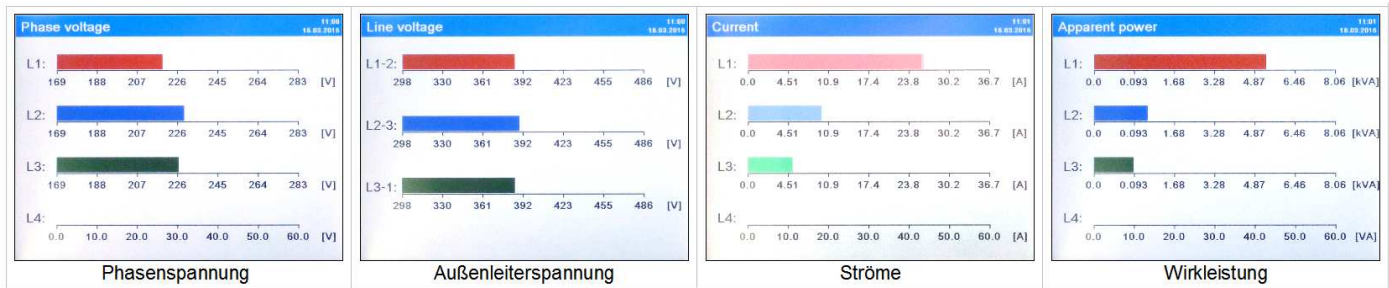 Phase voltage
11:00
18.03.2015
L1:
169 188 207 226 245 264 283 [V]
L2:
169 188 207 226 245 264 283 [V]
L3:
169 188 207 226 245 264 283 [V]
L4:
0.0 10.0 20.0 30.0 40.0 50.0 60.0 [V]
Phasenspannung
Line voltage
11:00
18.03.2015
L1-2:
298 330 361 392 423 455 486 [V]
L2-3:
298 330 361 392 423 455 486 [V]
L3-1:
298 330 361 392 423 455 486 [V]
Außenleiterspannung
Current
11:01
18.03.2015
L1:
0.0 4.51 10.9 17.4 23.8 30.2 36.7 [A]
L2:
0.0 4.51 10.9 17.4 23.8 30.2 36.7 [A]
L3:
0.0 4.51 10.9 17.4 23.8 30.2 36.7 [A]
L4:
0.0 10.0 20.0 30.0 40.0 50.0 60.0 [A]
Ströme
Apparent power
11:01
18.03.2015
L1:
0.0 0.093 1.68 3.28 4.87 6.46 8.06 [kVA]
L2:
0.0 0.093 1.68 3.28 4.87 6.46 8.06 [kVA]
L3:
0.0 0.093 1.68 3.28 4.87 6.46 8.06 [kVA]
L4:
0.0 10.0 20.0 30.0 40.0 50.0 60.0 [VA]
Wirkleistung